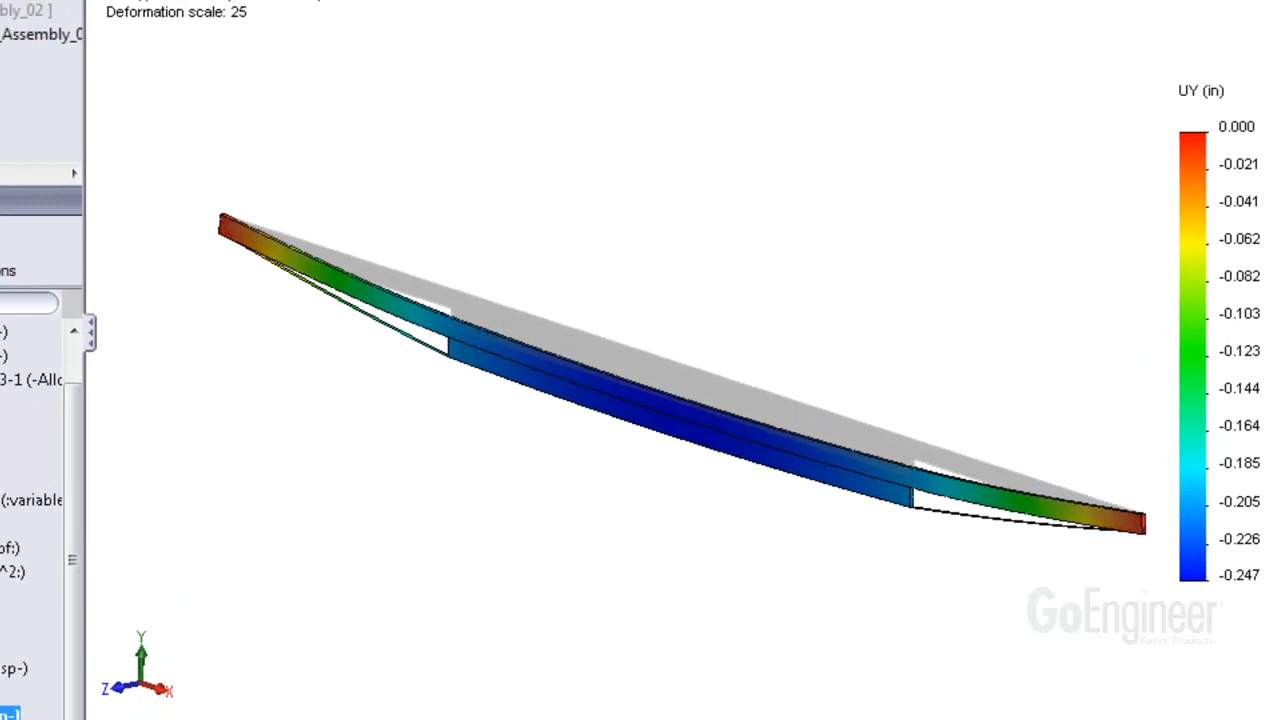 bly_02 ]
_Assembly_0
Deformation scale: 25
UY (in)
0.000
-0.021
-0.041
-0.062
-0.082
-0.103
-0.123
-0.144
-0.164
-0.185
-0.205
-0.226
-0.247
ons
-)
-)
3-1 (-Allo
(:variable
of:)
^2:)
sp-)
p-)
Y
Z
X
GoEngineer